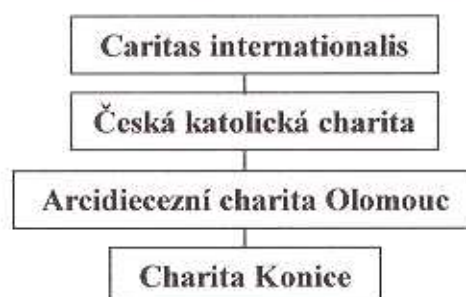 Caritas internationalis
Česká katolická charita
Arcidiecezní charita Olomouc
Charita Konice